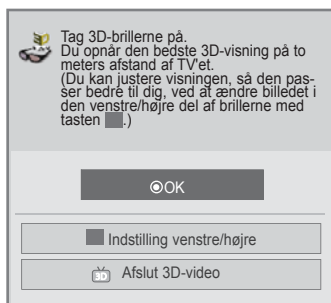 Tag 3D-brillerne på.
Du opnår den bedste 3D-visning på to
meters afstand af TV'et.
(Du kan justere visningen, så den pas-
ser bedre til dig, ved at ændre billedet i
den venstre/højre del af brillerne med
tasten .)
OK
Indstilling venstre/højre
3D Afslut 3D-video